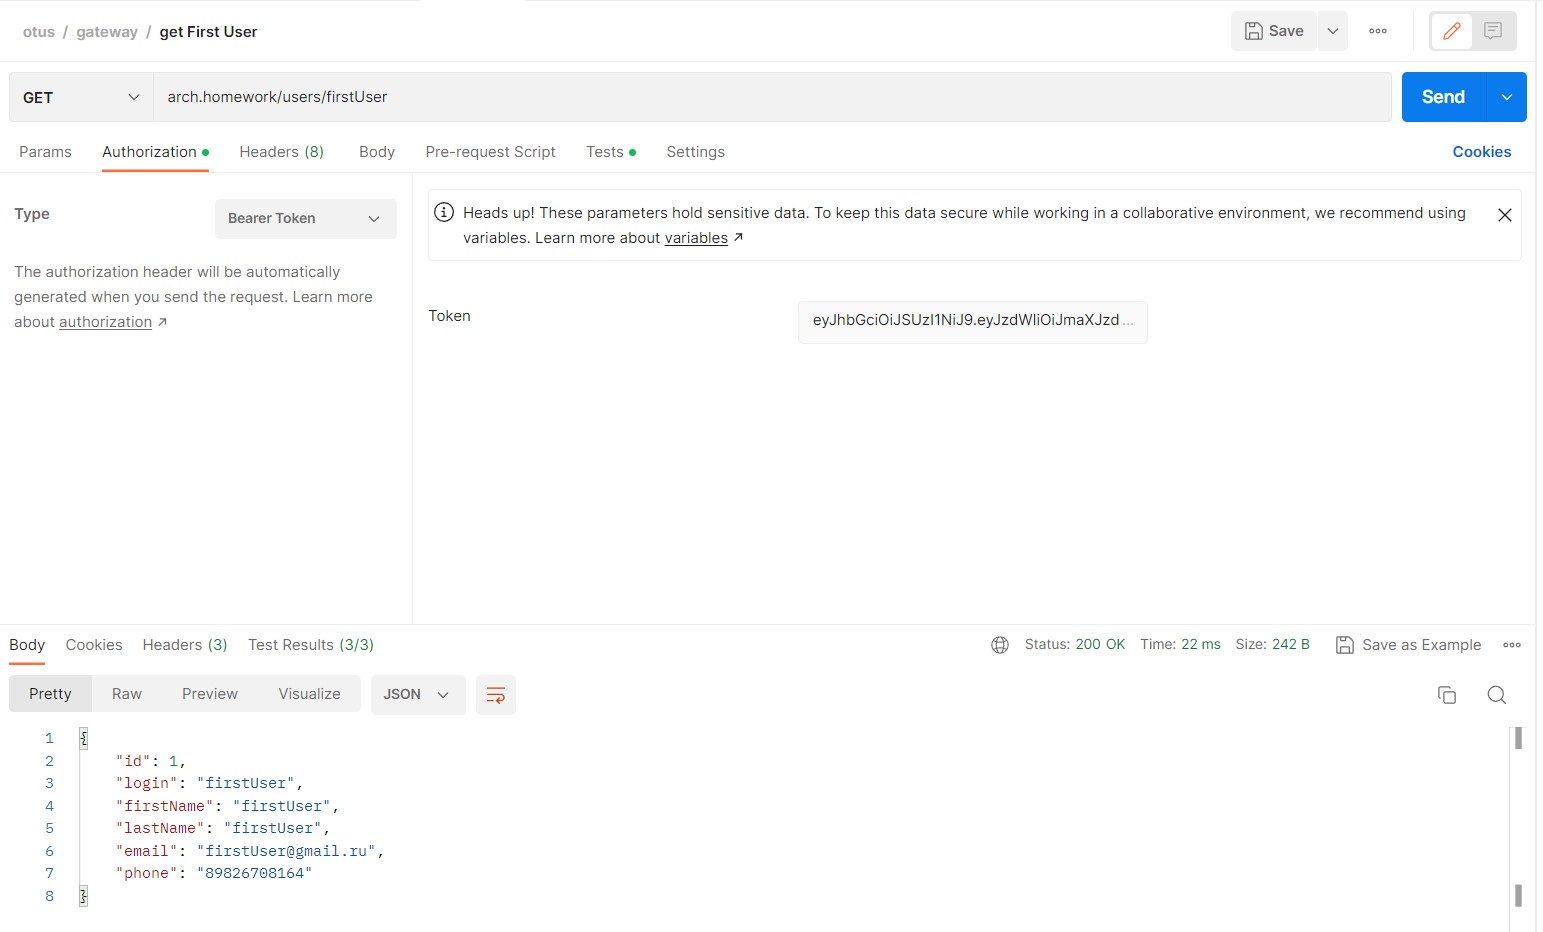 otus / gateway / get First User
Save
GET
arch.homework/users/firstUser
Send
Params Authorization Headers (8) Body Pre-request Script Tests Settings Cookies
Type
Bearer Token
The authorization header will be automatically
generated when you send the request. Learn more
about authorization ↗
Heads up! These parameters hold sensitive data. To keep this data secure while working in a collaborative environment, we recommend using
variables. Learn more about variables ↗
Token
eyJhbGciOiJSUzI1NiJ9.eyJzdWIiOiJmaXJzd ...
Body Cookies Headers (3) Test Results (3/3) Status: 200 OK Time: 22 ms Size: 242 B Save as Example
Pretty Raw Preview Visualize JSON
1 {
2 "id": 1,
3 "login": "firstUser",
4 "firstName": "firstUser",
5 "lastName": "firstUser",
6 "email": "firstUser@gmail.ru",
7 "phone": "89826708164"
8 }